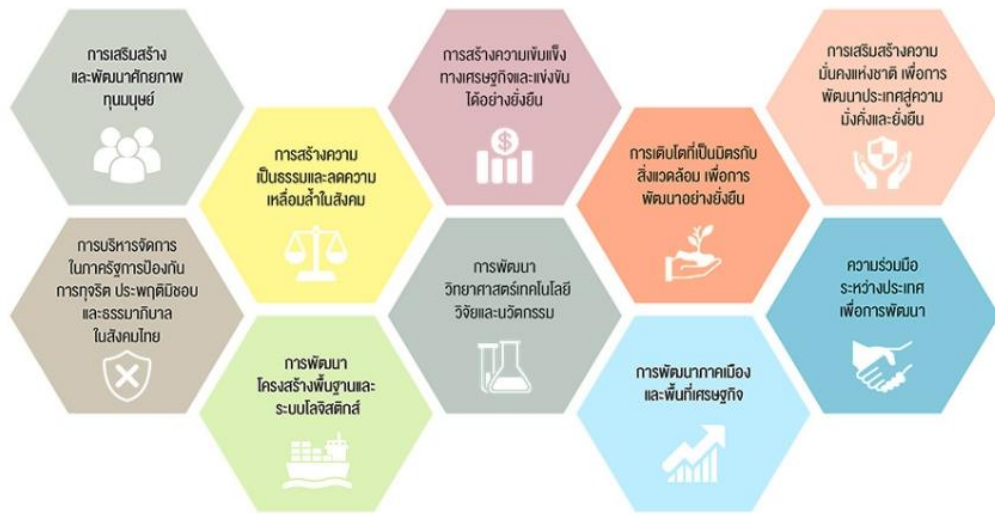 การเสริมสร้าง
และพัฒนาศักยภาพ
ทุนมนุษย์
การสร้างความ
เป็นธรรมและลดความ
เหลื่อมล้ำในสังคม
การสร้างความเข้มแข็ง
ทางเศรษฐกิจและแข่งขัน
ได้อย่างยั่งยืน
การเติบโตที่เป็นมิตรกับ
สิ่งแวดล้อม เพื่อการ
พัฒนาอย่างยั่งยืน
การเสริมสร้างความ
มั่นคงแห่งชาติ เพื่อการ
พัฒนาประเทศสู่ความ
มั่งคั่งและยั่งยืน
การบริหารจัดการ
ในภาครัฐการป้องกัน
การทุจริต ประพฤติมิชอบ
และธรรมาภิบาล
ในสังคมไทย
การพัฒนา
โครงสร้างพื้นฐานและ
ระบบโลจิสติกส์
การพัฒนา
วิทยาศาสตร์เทคโนโลยี
วิจัยและนวัตกรรม
การพัฒนาภาคเมือง
และพื้นที่เศรษฐกิจ
ความร่วมมือ
ระหว่างประเทศ
เพื่อการพัฒนา